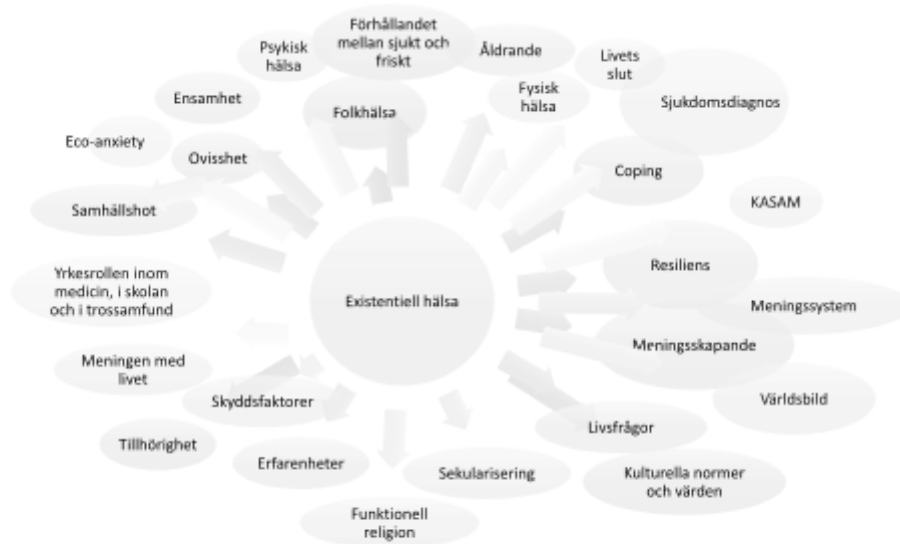 Förhållandet
mellan sjukt och
friskt
Psykisk
hälsa
Åldrande
Livets
slut
Ensamhet
Folkhälsa
Fysisk
hälsa
Sjukdomsdiagnos
Eco-anxiety
Ovisshet
Coping
Samhällshot
KASAM
Yrkesrollen inom
medicin, i skolan
och i trossamfund
Existentiell hälsa
Resiliens
Meningssystem
Meningen med
livet
Meningsskapande
Skyddsfaktorer
Världsbild
Tillhörighet
Livsfrågor
Erfarenheter
Sekularisering
Kulturella normer
och värden
Funktionell
religion